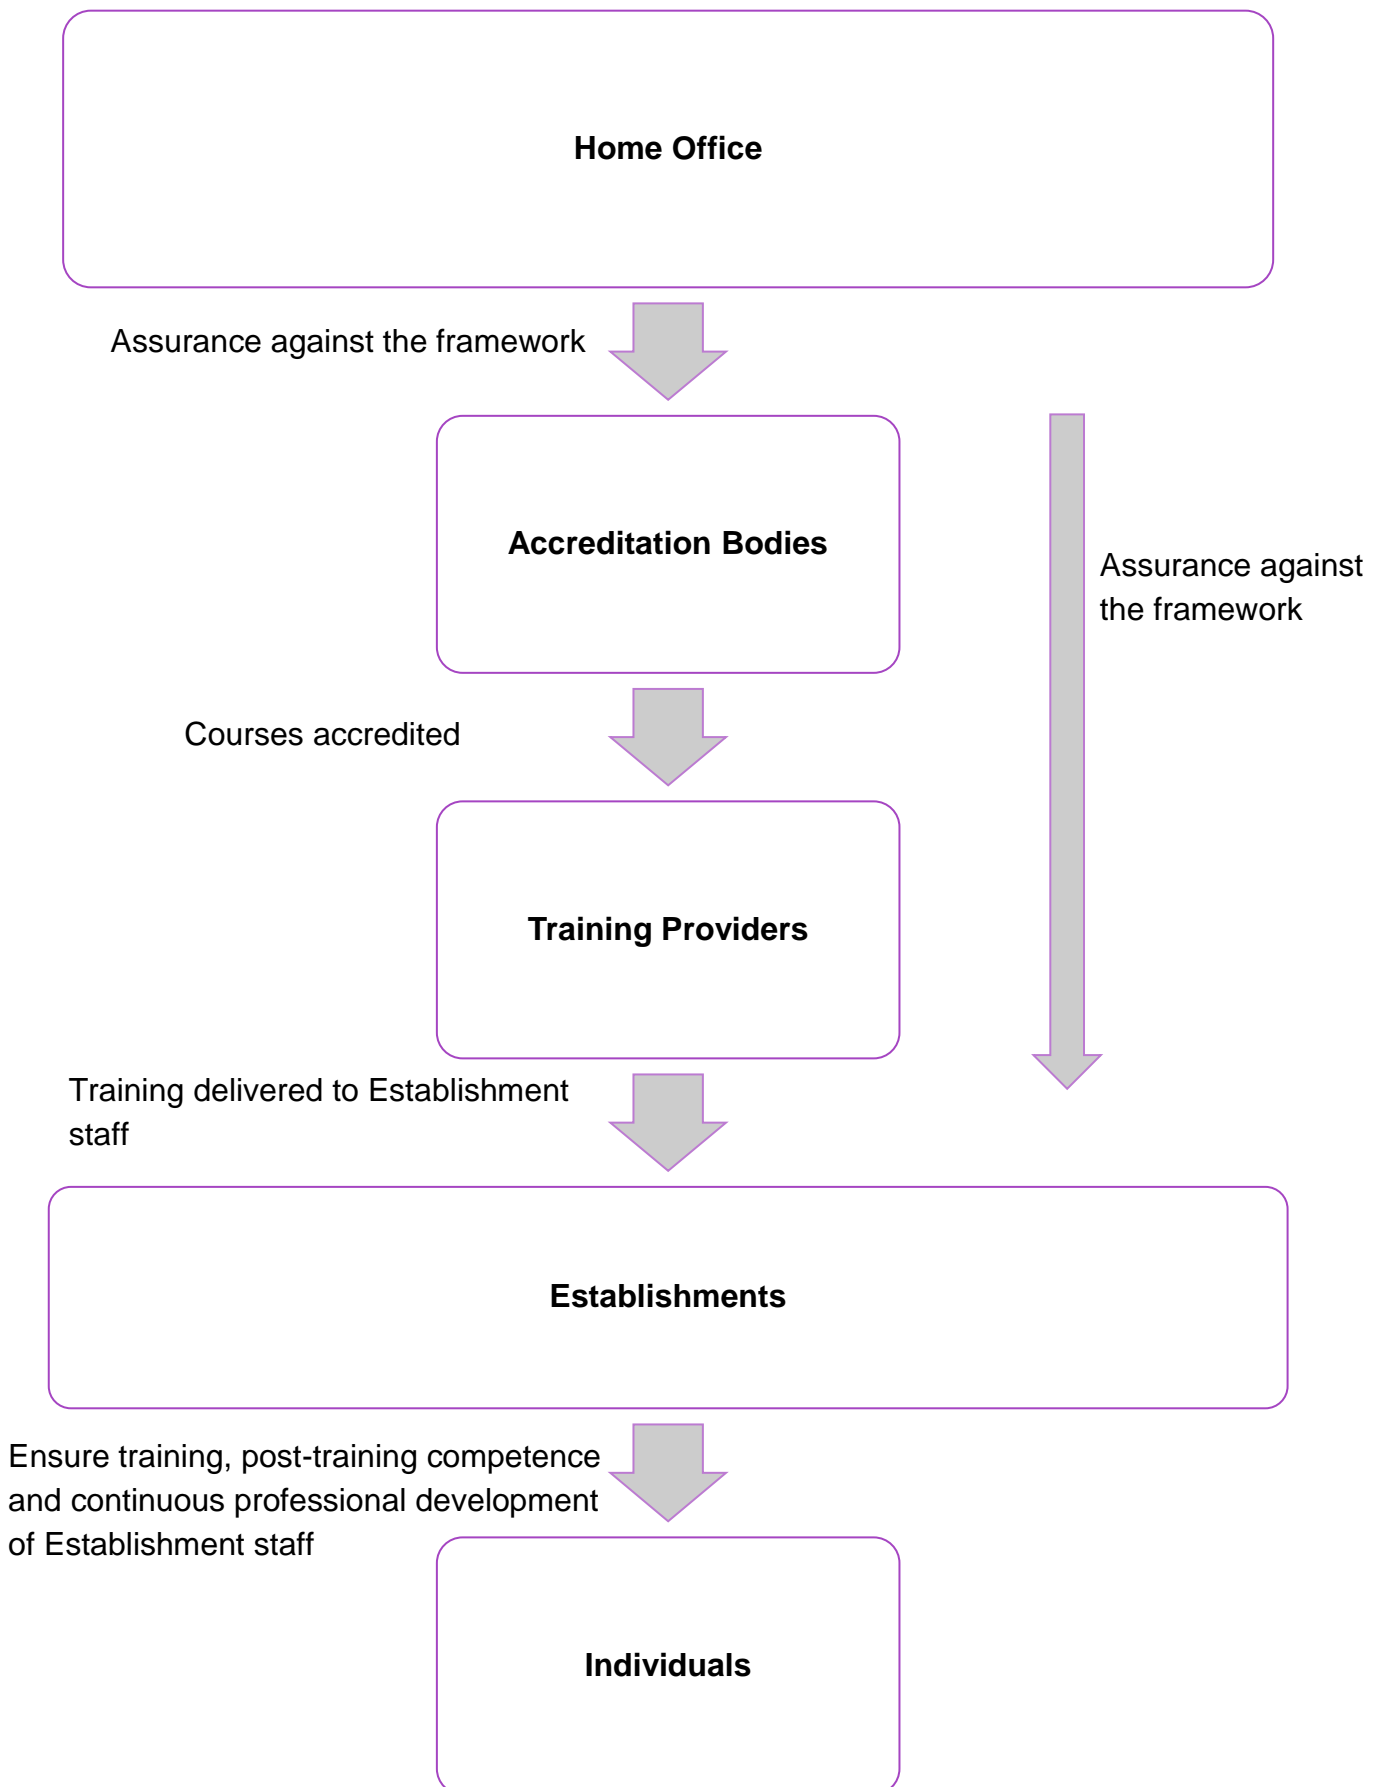 Home Office
Assurance against the framework
Accreditation Bodies
Assurance against
the framework
Courses accredited
Training Providers
Training delivered to Establishment
staff
Establishments
Ensure training, post-training competence
and continuous professional development
of Establishment staff
Individuals